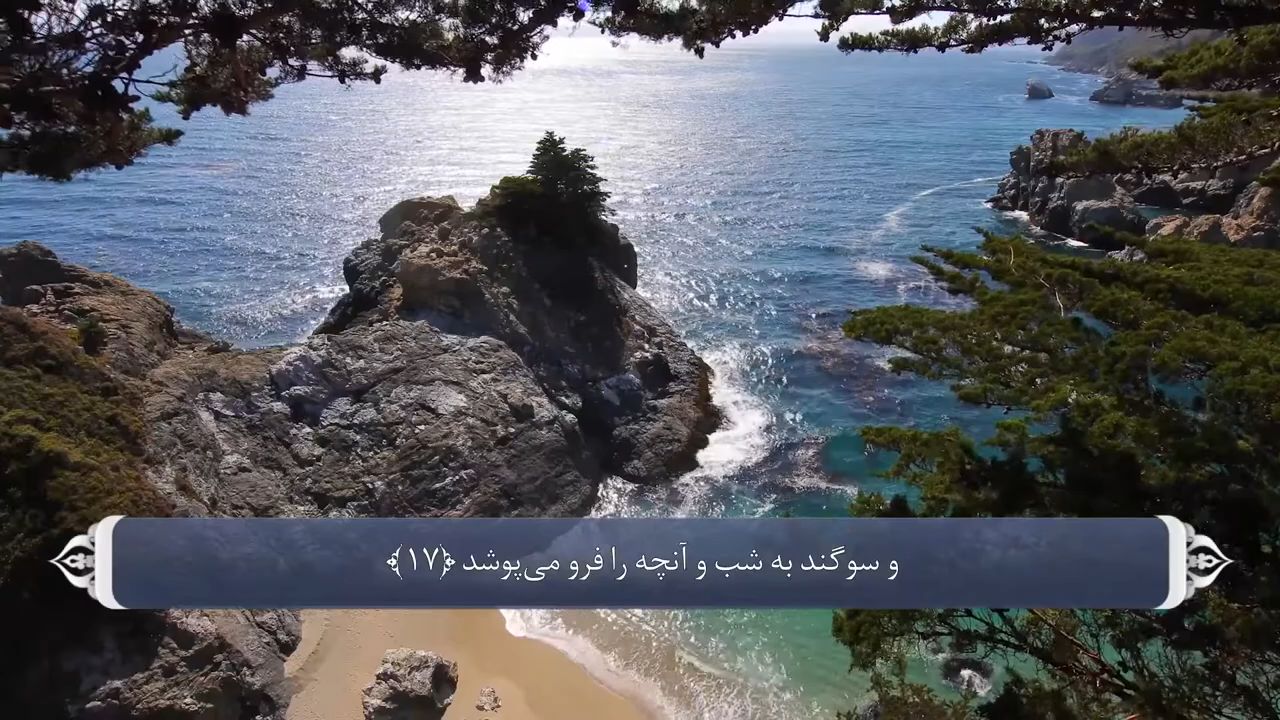 و سوگند به شب و آنچه را فرو می‌پوشد ﴿۱۷﴾